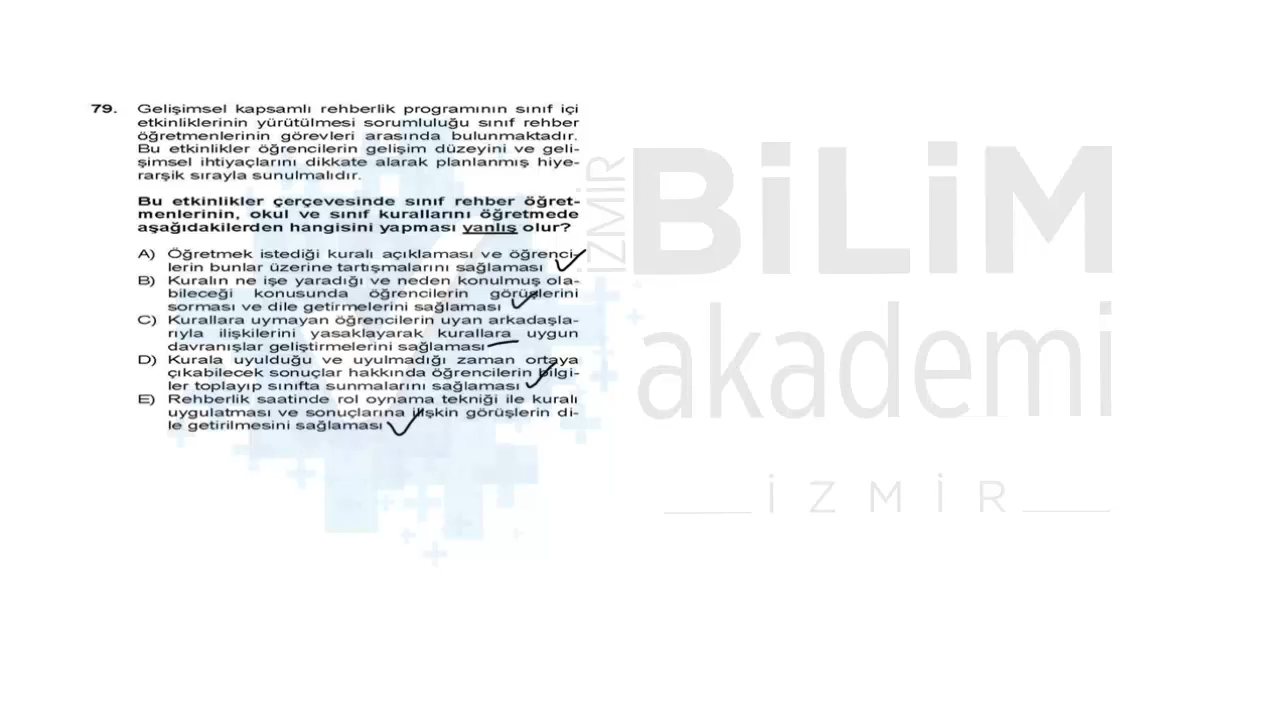 79. Gelişimsel kapsamlı rehberlik programının sınıf içi
etkinliklerinin yürütülmesi sorumluluğu sınıf rehber
öğretmenlerinin görevleri arasında bulunmaktadır.
Bu etkinlikler öğrencilerin gelişim düzeyini ve geli-
şimsel ihtiyaçlarını dikkate alarak planlanmış hiye-
rarşik sırayla sunulmalıdır.
Bu etkinlikler çerçevesinde sınıf rehber öğret-
menlerinin, okul ve sınıf kurallarını öğretmede
aşağıdakilerden hangisini yapması yanlış olur?
A) Öğretmek istediği kuralı açıklaması ve öğrenci-
lerin bunlar üzerine tartışmalarını sağlaması
B) Kuralın ne işe yaradığı ve neden konulmuş ola-
bileceği konusunda öğrencilerin görüşlerini
sorması ve dile getirmelerini sağlaması
C) Kurallara uymayan öğrencilerin uyan arkadaşla-
rıyla ilişkilerini yasaklayarak kurallara uygun
davranışlar geliştirmelerini sağlaması
D) Kurala uyulduğu ve uyulmadığı zaman ortaya
çıkabilecek sonuçlar hakkında öğrencilerin bilgi-
ler toplayıp sınıfta sunmalarını sağlaması
E) Rehberlik saatinde rol oynama tekniği ile kuralı
uygulatması ve sonuçlarına ilişkin görüşlerin di-
le getirilmesini sağlaması
İZMİR
BİLİM
akademi
İZMİR